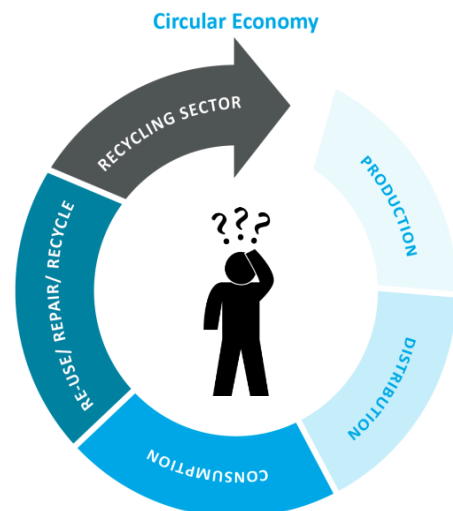 Circular Economy
PRODUCTION
DISTRIBUTION
CONSUMPTION
RE-USE/ REPAIR/ RECYCLE
RECYCLING SECTOR
???